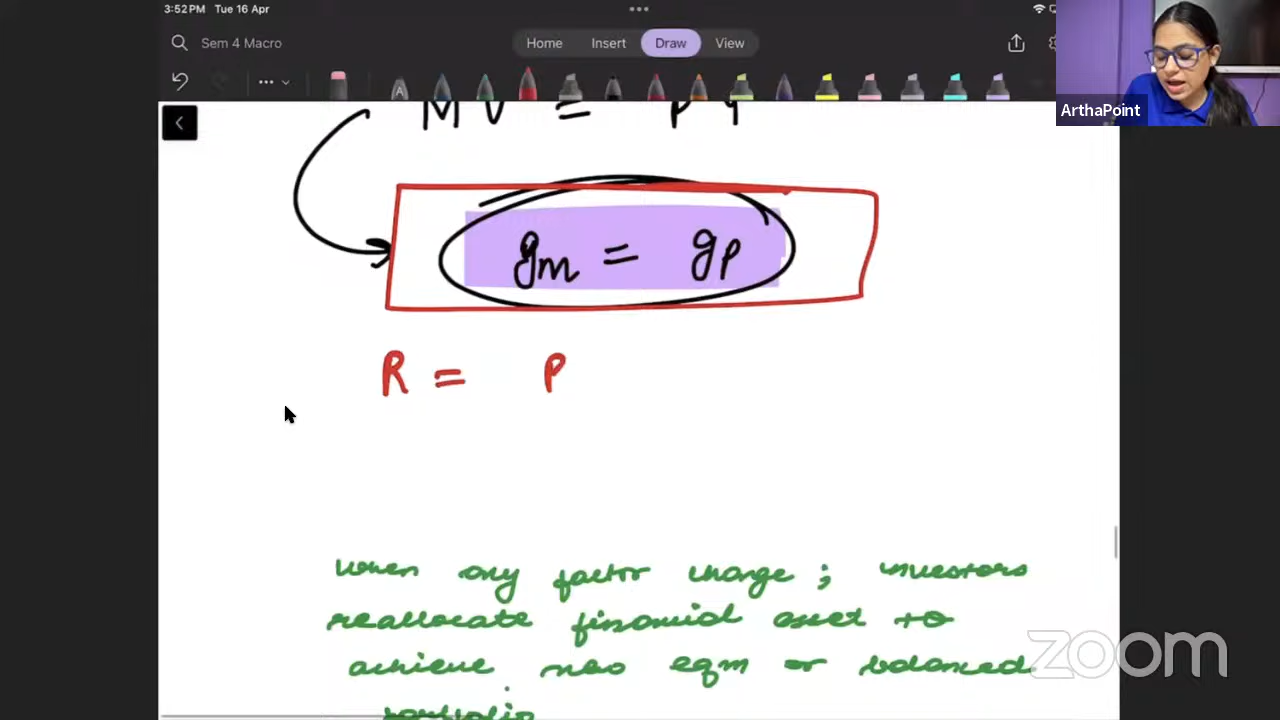 3:52 PM Tue 16 Apr
Sem 4 Macro
Home Insert Draw View
A
ArthaPoint
M V = P Y
gm = gp
R = P
when any factor change ; investors
reallocate financial asset to
achieve new eqm or balanced
portfolio
zoom